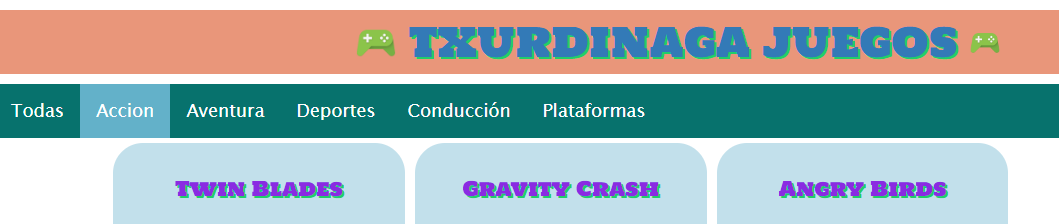 TXURDINAGA JUEGOS
Todas Accion Aventura Deportes Conducción Plataformas
Twin Blades Gravity Crash Angry Birds